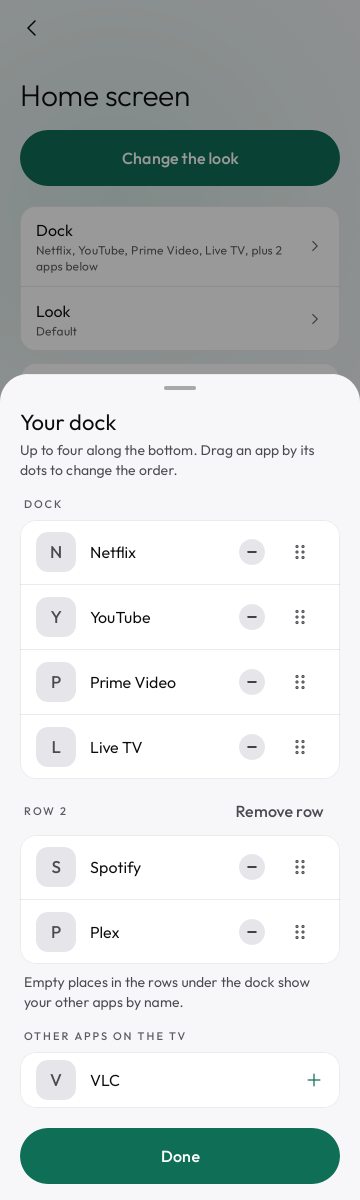 Home screen
Change the look
Dock
Netflix, YouTube, Prime Video, Live TV, plus 2
apps below
Look
Default
Your dock
Up to four along the bottom. Drag an app by its
dots to change the order.
DOCK
N Netflix
Y YouTube
P Prime Video
L Live TV
ROW 2 Remove row
S Spotify
P Plex
Empty places in the rows under the dock show
your other apps by name.
OTHER APPS ON THE TV
V VLC
Done